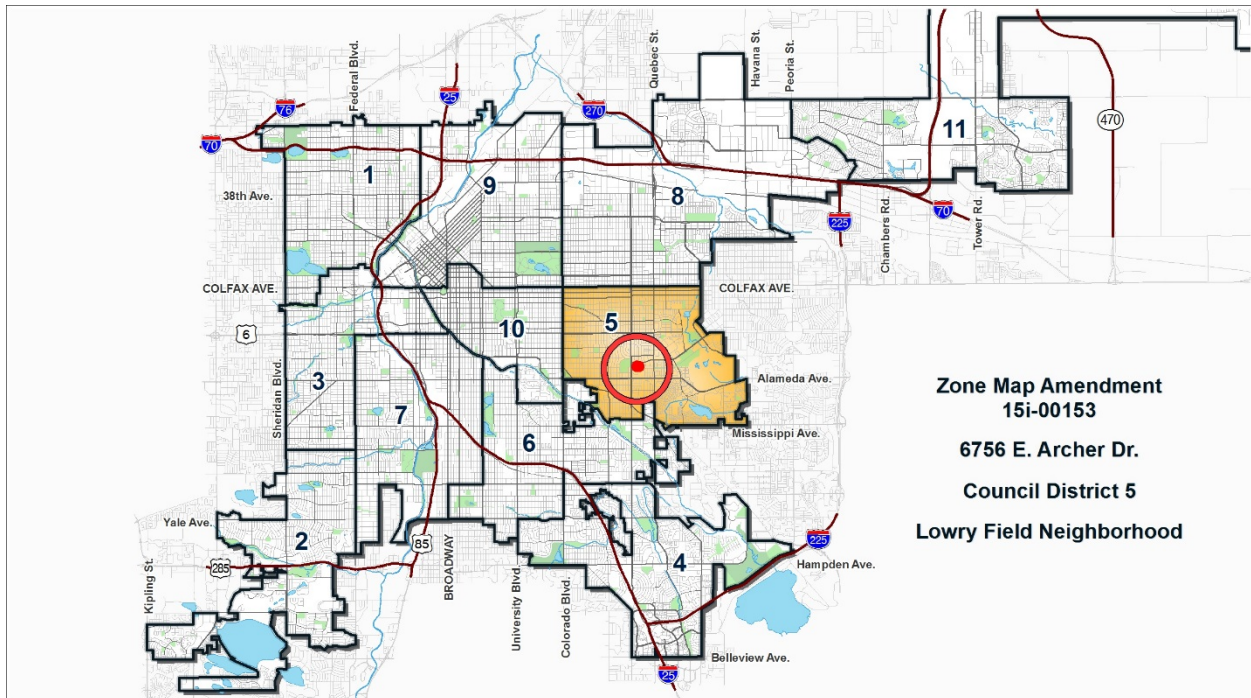 Federal Blvd.
Quebec St.
Havana St.
Peoria St.
76
25
270
470
70
11
1
9
8
38th Ave.
225
Chambers Rd.
70
Tower Rd.
COLFAX AVE.
COLFAX AVE.
6
10
5
Sheridan Blvd.
3
Alameda Ave.
7
Mississippi Ave.
6
Zone Map Amendment
15i-00153
6756 E. Archer Dr.
Council District 5
Lowry Field Neighborhood
Yale Ave.
2
85
225
285
4
Hampden Ave.
Kipling St.
BROADWAY
University Blvd.
Colorado Blvd.
Belleview Ave.
25